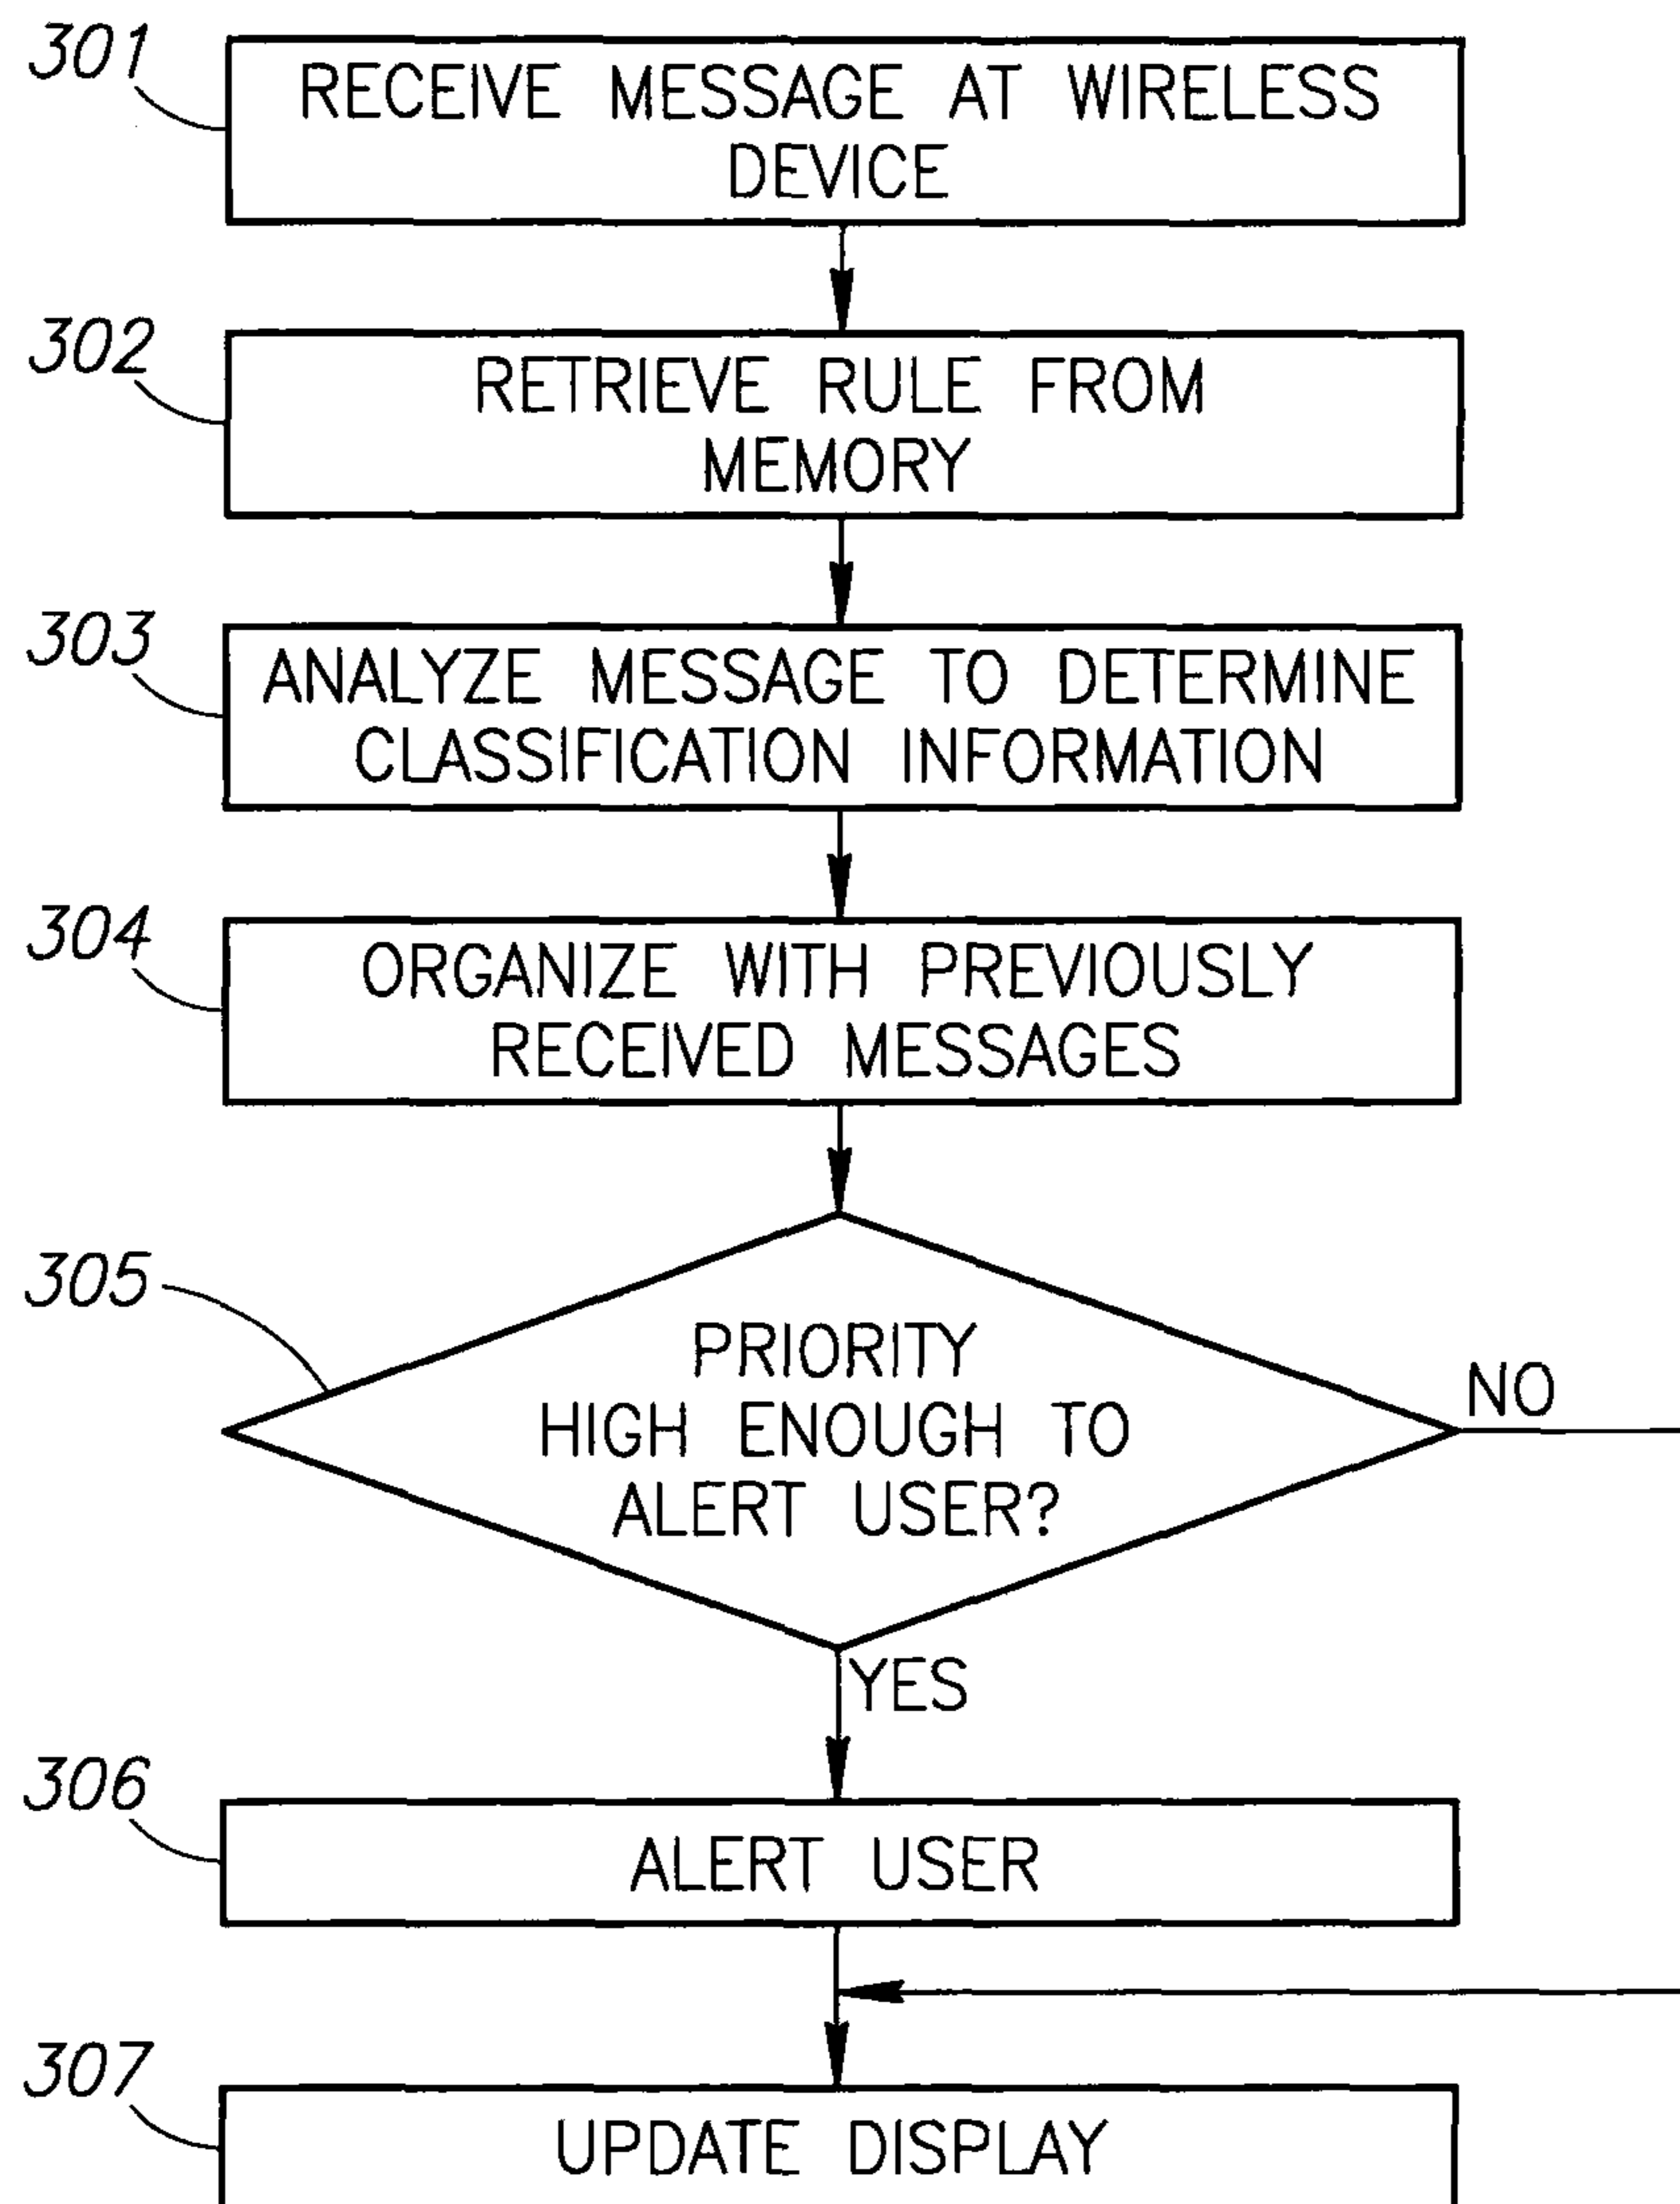 301
RECEIVE MESSAGE AT WIRELESS
DEVICE
302
RETRIEVE RULE FROM
MEMORY
303
ANALYZE MESSAGE TO DETERMINE
CLASSIFICATION INFORMATION
304
ORGANIZE WITH PREVIOUSLY
RECEIVED MESSAGES
305
PRIORITY
HIGH ENOUGH TO
ALERT USER?
NO
YES
306
ALERT USER
307
UPDATE DISPLAY